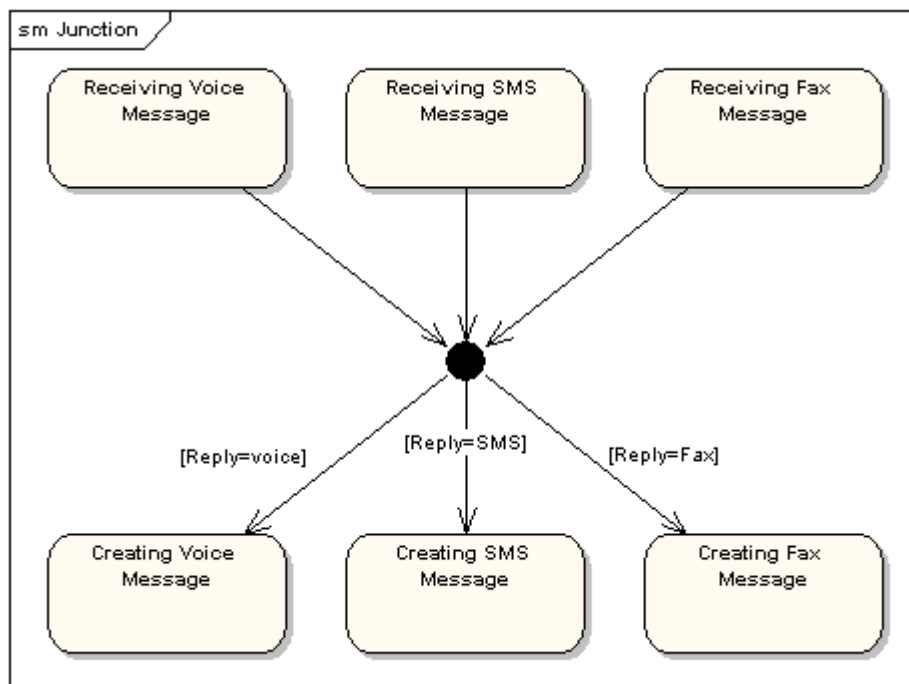 sm Junction
Receiving Voice
Message
Receiving SMS
Message
Receiving Fax
Message
[Reply=voice]
[Reply=SMS]
[Reply=Fax]
Creating Voice
Message
Creating SMS
Message
Creating Fax
Message